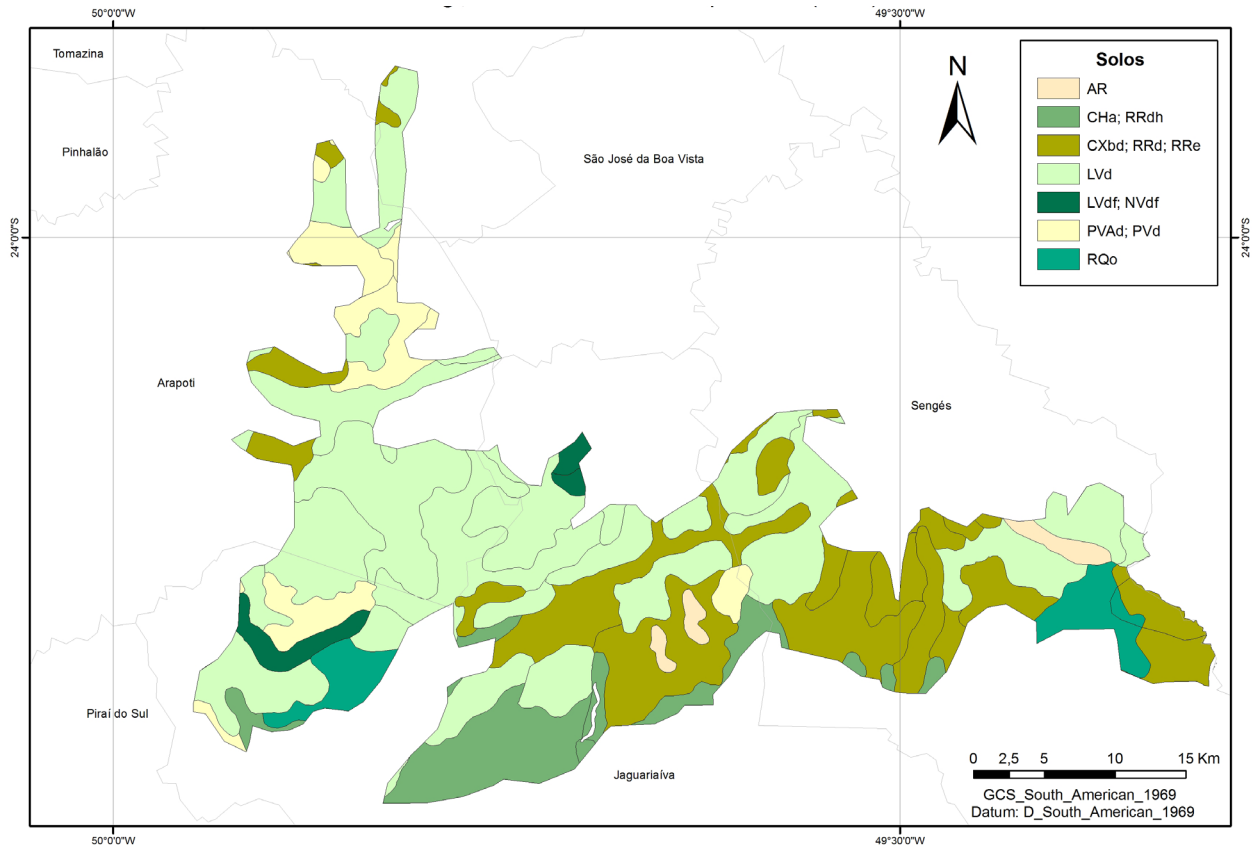 50°0'0"W
49°30'0"W
Tomazina
Solos
N
AR
CHa; RRdh
CXbd; RRd; RRe
Pinhalão
São José da Boa Vista
LVd
LVdf; NVdf
24°0'0"S
24°0'0"S
PVAd; PVd
RQo
Arapoti
Sengés
Piraí do Sul
Jaguariaíva
0 2,5 5 10 15 Km
GCS_South_American_1969
Datum: D_South_American_1969
50°0'0"W
49°30'0"W